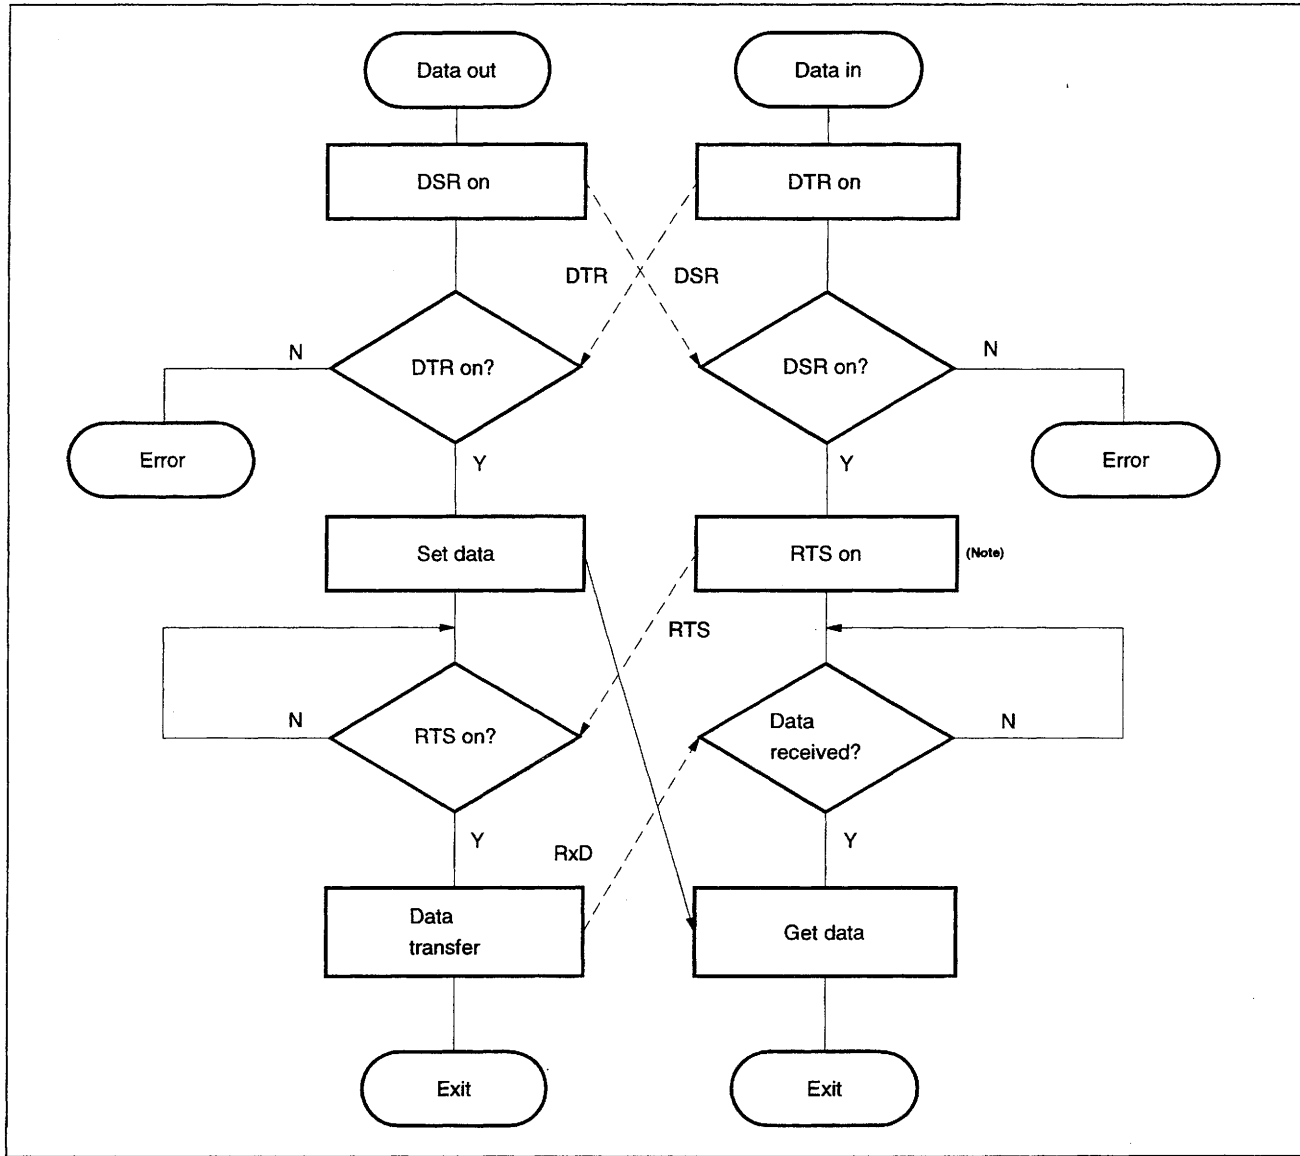 Data out
Data in
DSR on
DTR on
DTR
DSR
N
DTR on?
DSR on?
N
Error
Y
Y
Error
Set data
RTS on
(Note)
RTS
N
RTS on?
Data
received?
N
Y
Y
RxD
Data
transfer
Get data
Exit
Exit